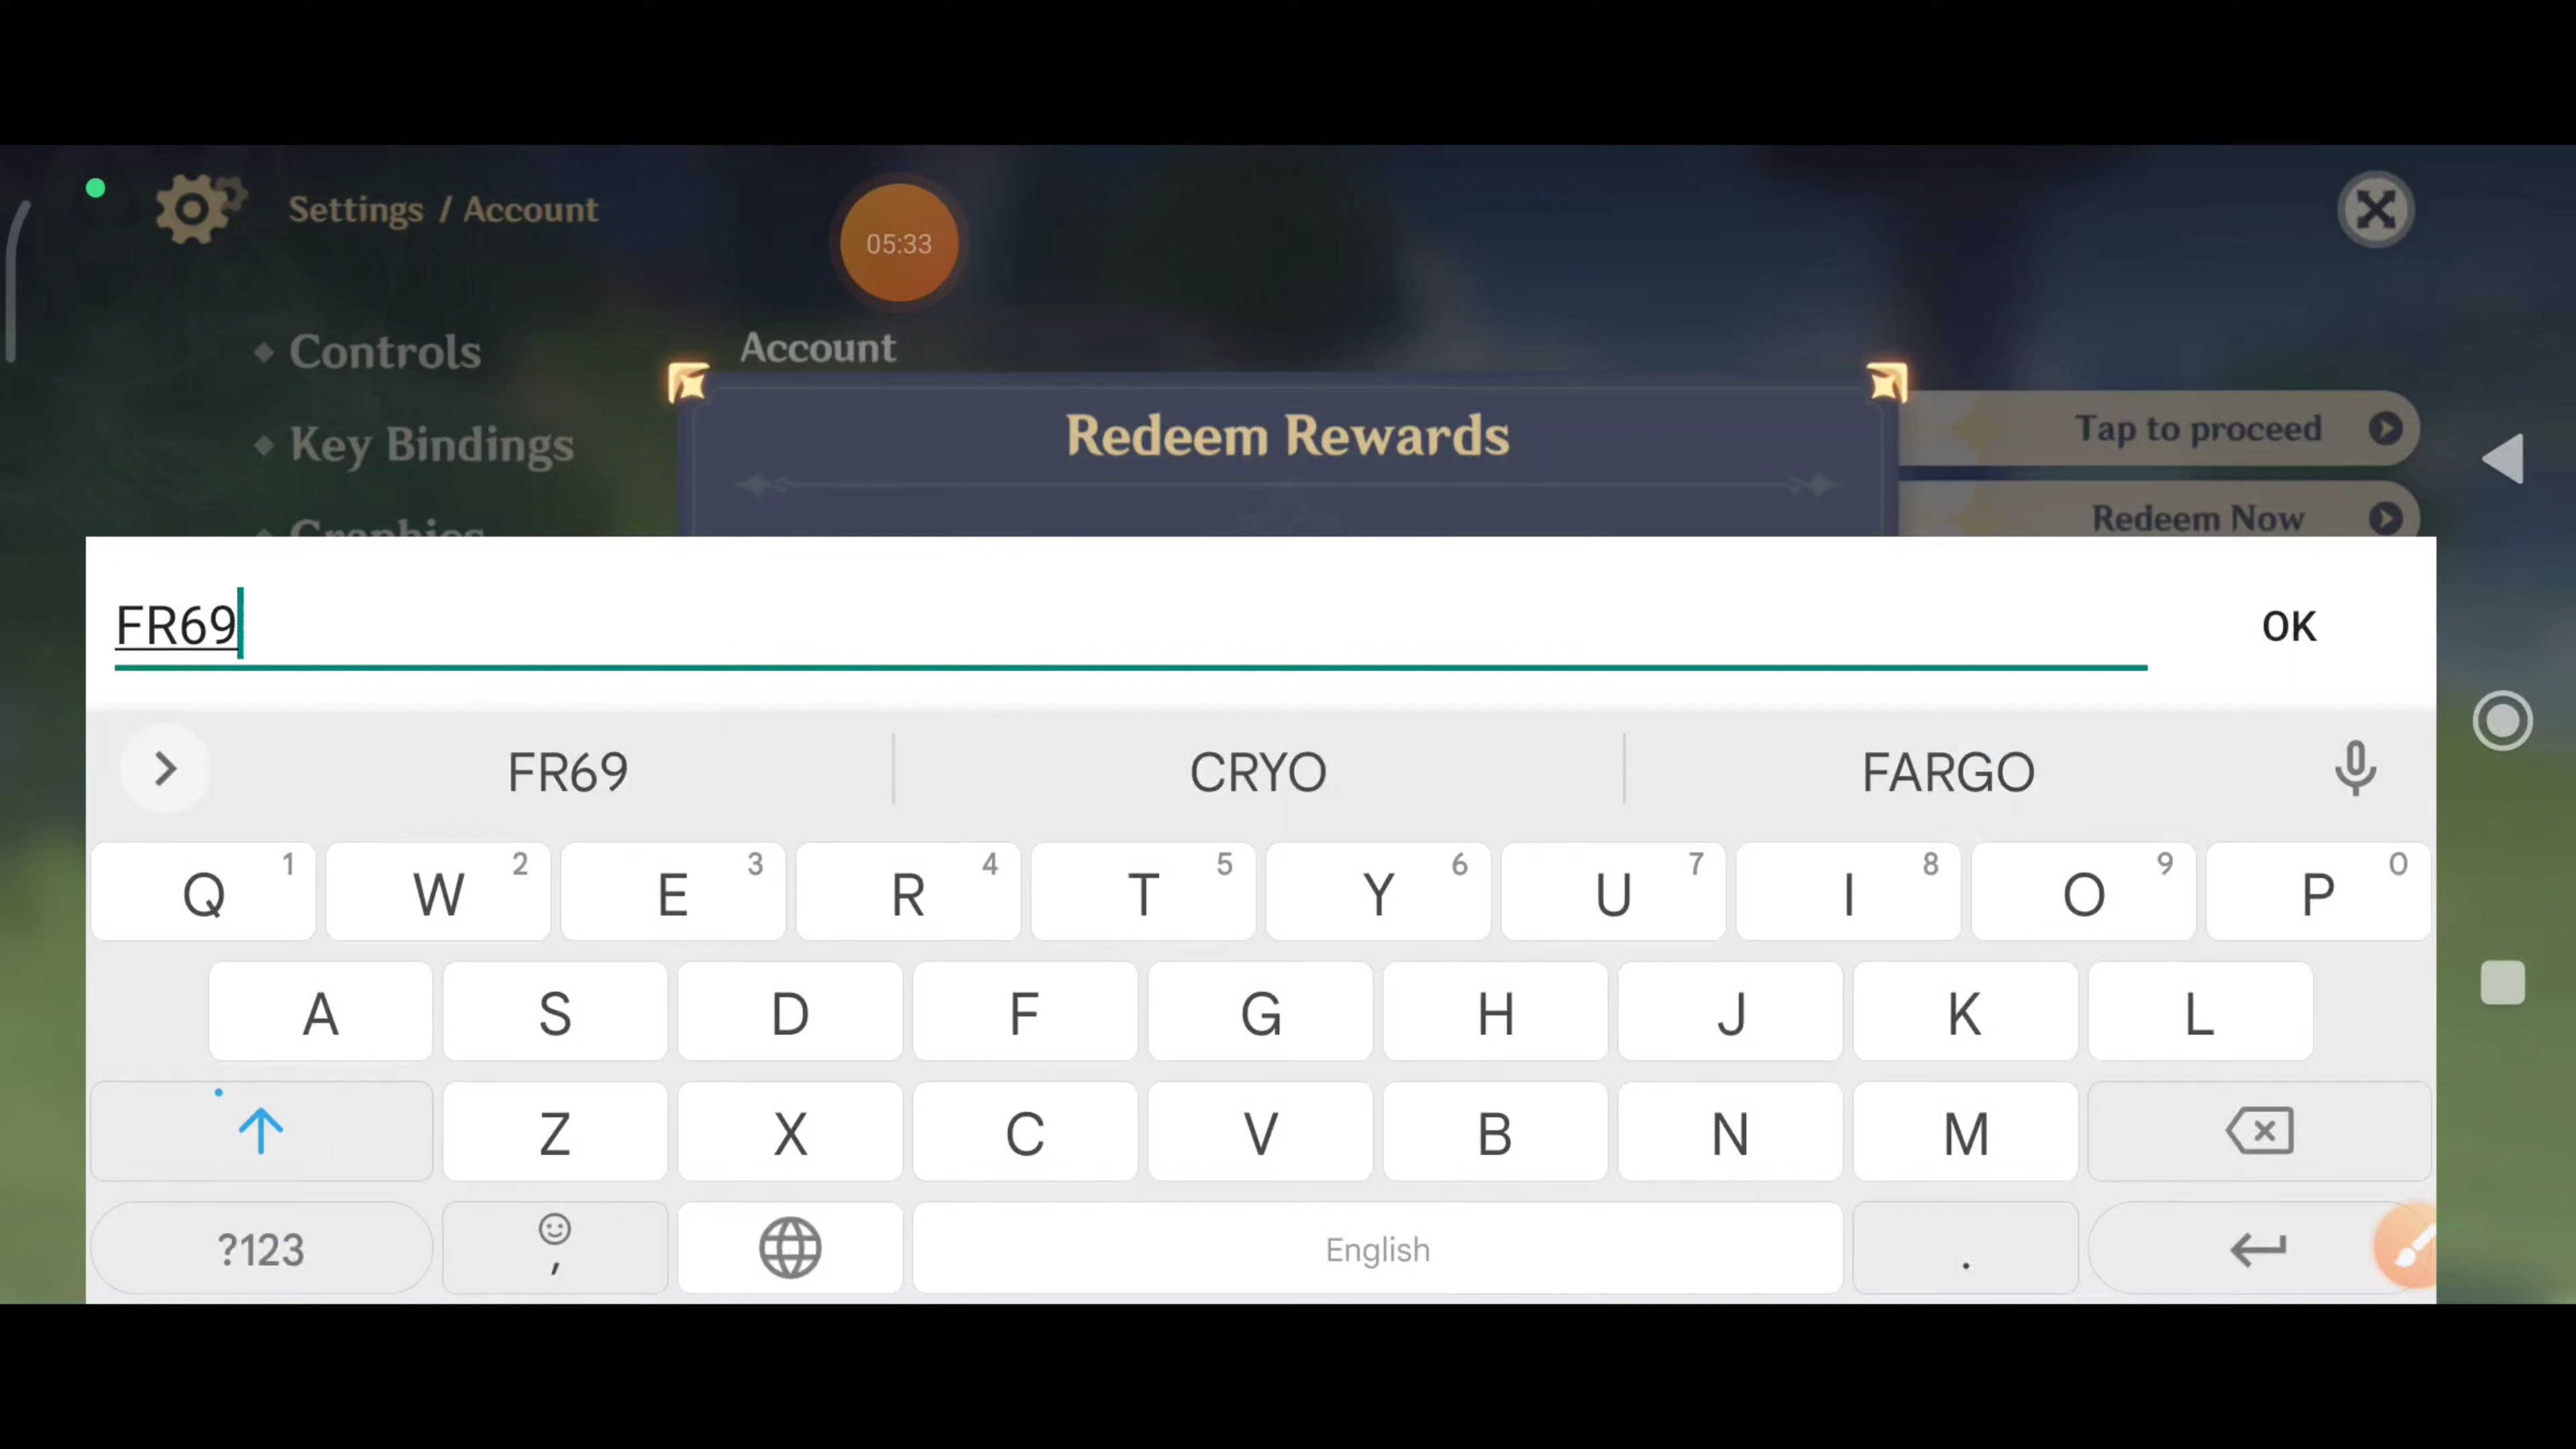 Settings / Account
05:33
Controls
Account
Key Bindings
Redeem Rewards
Tap to proceed
Graphics
Redeem Now
FR69
OK
FR69 CRYO FARGO
Q 1 W 2 E 3 R 4 T 5 Y 6 U 7 I 8 O 9 P 0
A S D F G H J K L
Z X C V B N M
?123 , English .